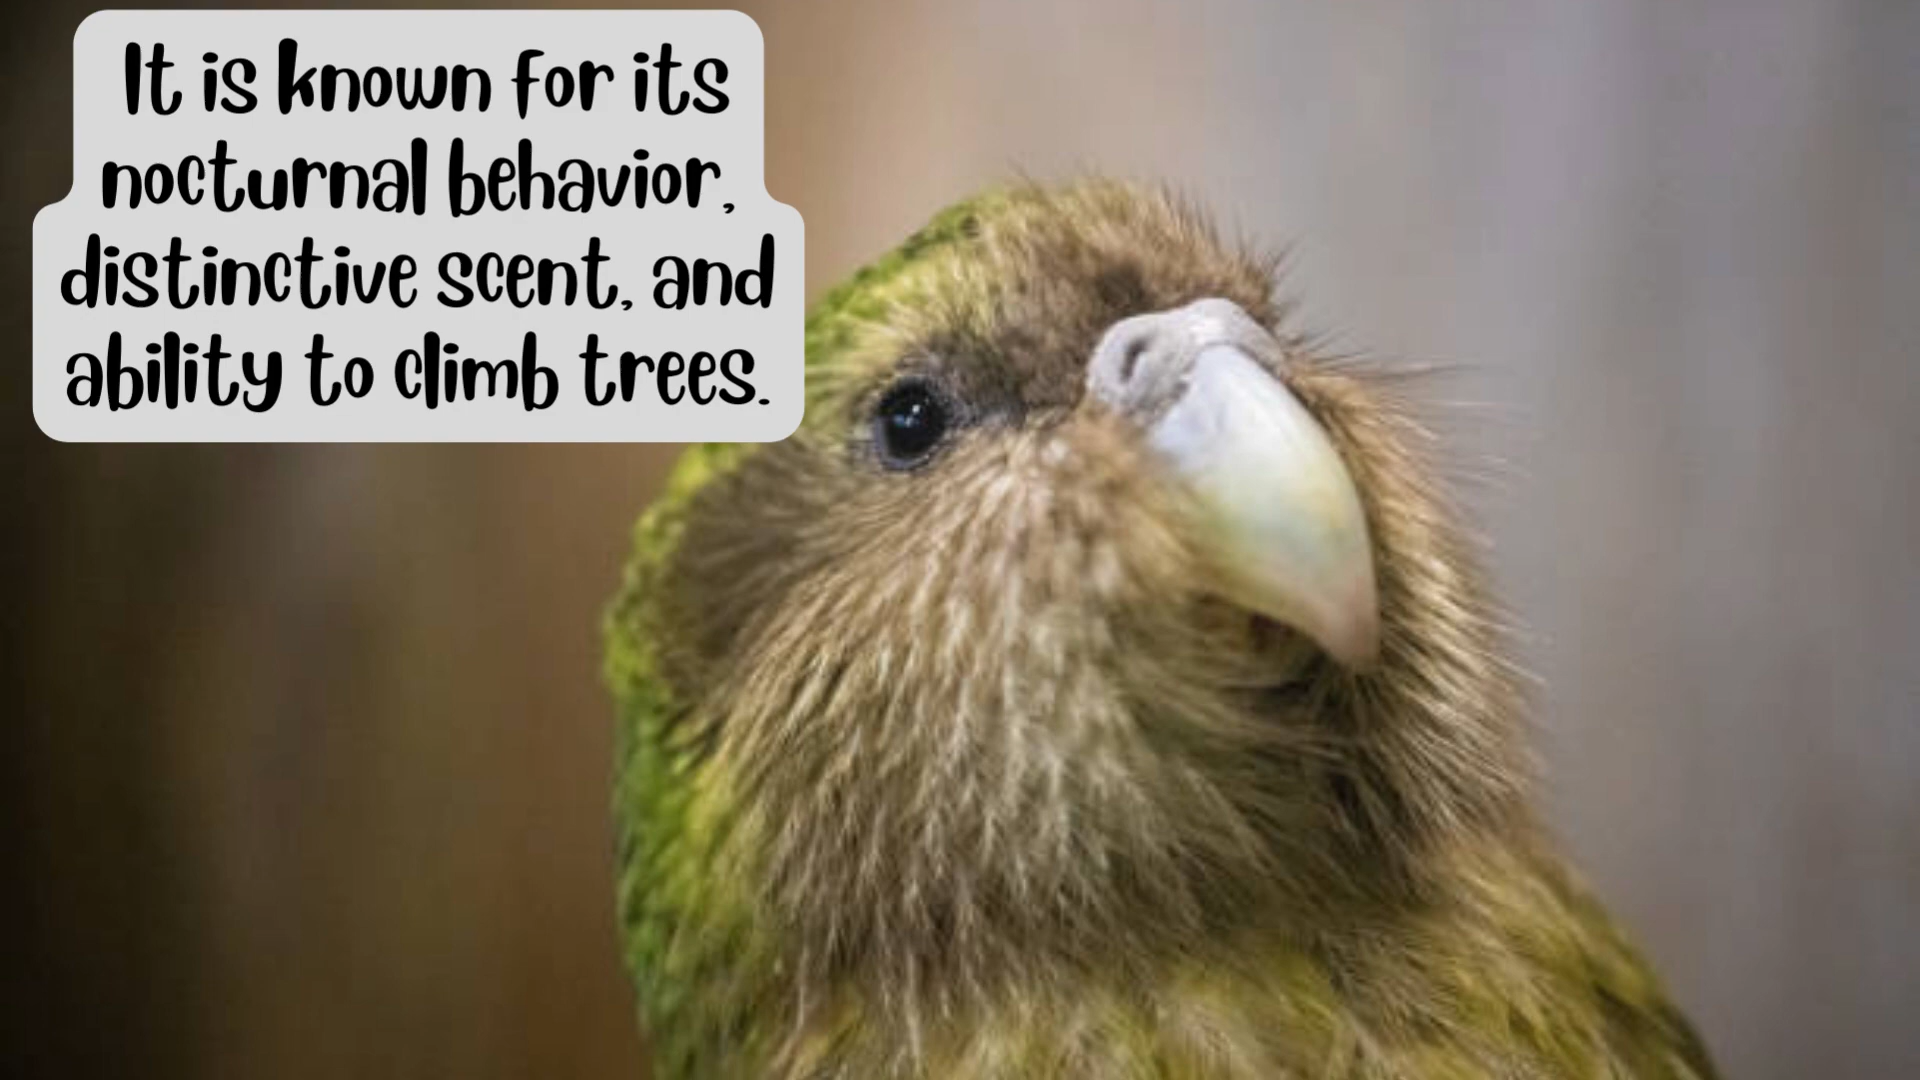 It is known for its
nocturnal behavior,
distinctive scent, and
ability to climb trees.